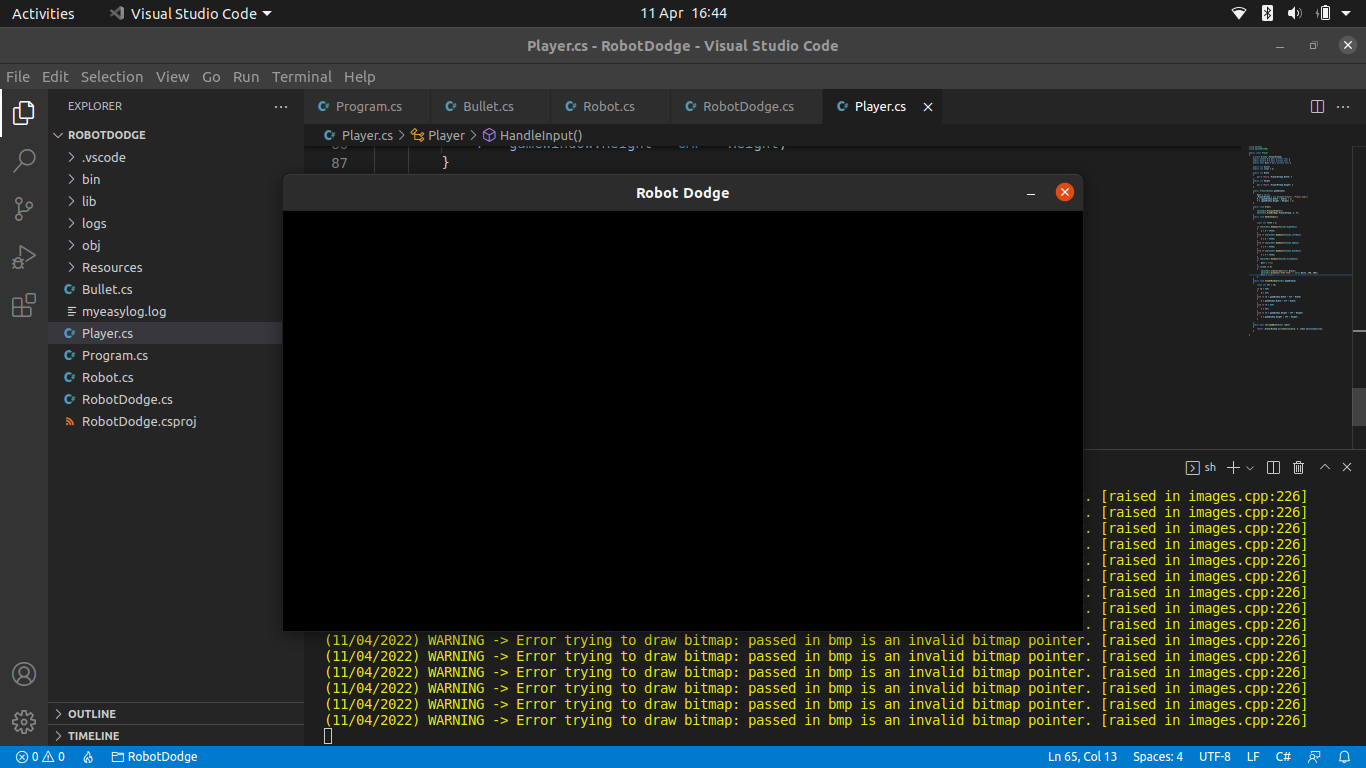 Activities Visual Studio Code 11 Apr 16:44
Player.cs - RobotDodge - Visual Studio Code
File Edit Selection View Go Run Terminal Help
EXPLORER
Program.cs Bullet.cs Robot.cs RobotDodge.cs Player.cs
Player.cs Player HandleInput()
ROBOTDODGE
.vscode
bin
lib
logs
obj
Resources
Bullet.cs
myeasylog.log
Player.cs
Program.cs
Robot.cs
RobotDodge.cs
RobotDodge.csproj
87 }
Robot Dodge
sh
. [raised in images.cpp:226]
. [raised in images.cpp:226]
. [raised in images.cpp:226]
. [raised in images.cpp:226]
. [raised in images.cpp:226]
. [raised in images.cpp:226]
. [raised in images.cpp:226]
. [raised in images.cpp:226]
. [raised in images.cpp:226]
(11/04/2022) WARNING -> Error trying to draw bitmap: passed in bmp is an invalid bitmap pointer. [raised in images.cpp:226]
(11/04/2022) WARNING -> Error trying to draw bitmap: passed in bmp is an invalid bitmap pointer. [raised in images.cpp:226]
(11/04/2022) WARNING -> Error trying to draw bitmap: passed in bmp is an invalid bitmap pointer. [raised in images.cpp:226]
(11/04/2022) WARNING -> Error trying to draw bitmap: passed in bmp is an invalid bitmap pointer. [raised in images.cpp:226]
(11/04/2022) WARNING -> Error trying to draw bitmap: passed in bmp is an invalid bitmap pointer. [raised in images.cpp:226]
(11/04/2022) WARNING -> Error trying to draw bitmap: passed in bmp is an invalid bitmap pointer. [raised in images.cpp:226]
OUTLINE
TIMELINE
0 0 RobotDodge Ln 65, Col 13 Spaces: 4 UTF-8 LF C#